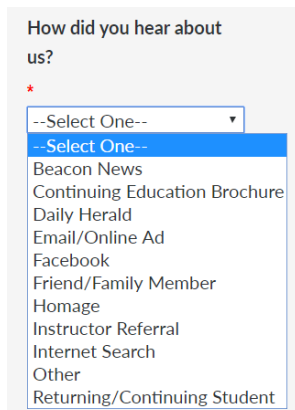 How did you hear about
us?
*
--Select One--
--Select One--
Beacon News
Continuing Education Brochure
Daily Herald
Email/Online Ad
Facebook
Friend/Family Member
Homage
Instructor Referral
Internet Search
Other
Returning/Continuing Student